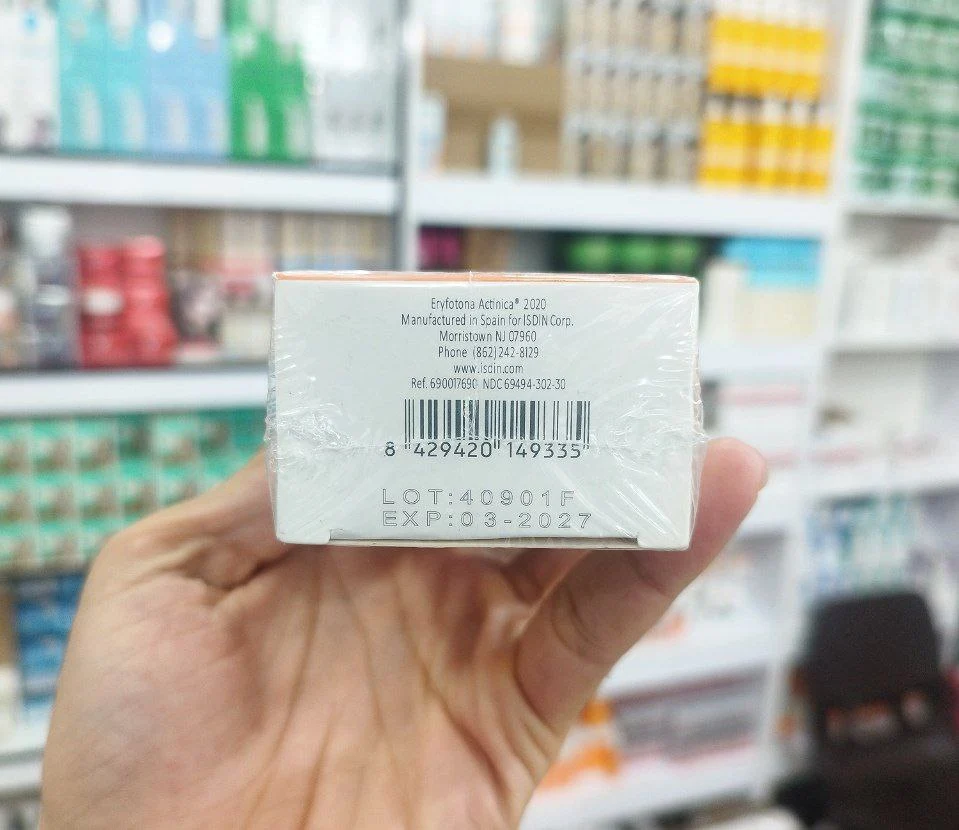 Eryfotona Actinica® 2020
Manufactured in Spain for ISDIN Corp.
Morristown NJ 07960
Phone (862)242-8129
www.isdin.com
Ref. 690017690 NDC 69494-302-30
8 429420 149335
LOT:40901F
EXP:03-2027